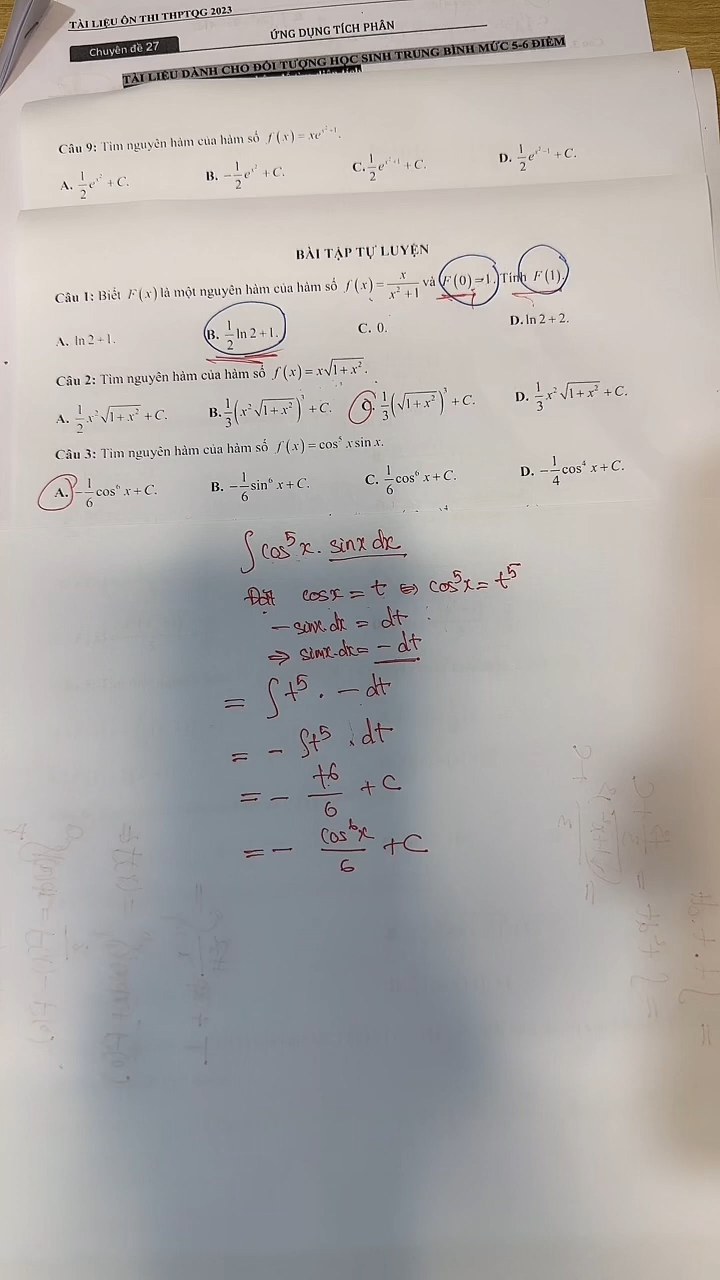 TÀI LIỆU ÔN THI THPTQG 2023
Chuyên đề 27
ỨNG DỤNG TÍCH PHÂN
TÀI LIỆU DÀNH CHO ĐỐI TƯỢNG HỌC SINH TRUNG BÌNH MỨC 5-6 ĐIỂM
Câu 9: Tìm nguyên hàm của hàm số f(x) = xe^{x²+1}.
A. 1/2 e^{x²} + C. B. -1/2 e^{x²} + C. C. 1/2 e^{x²+1} + C. D. 1/2 e^{x²-1} + C.
BÀI TẬP TỰ LUYỆN
Câu 1: Biết F(x) là một nguyên hàm của hàm số f(x) = x/(x²+1) và F(0)=1. Tính F(1).
A. ln2+1. B. 1/2 ln2+1. C. 0. D. ln2+2.
Câu 2: Tìm nguyên hàm của hàm số f(x) = x√(1+x²).
A. 1/2 x²√(1+x²) + C. B. 1/3 (x²√(1+x²))³ + C. C. 1/3 (√(1+x²))³ + C. D. 1/3 x²√(1+x²) + C.
Câu 3: Tìm nguyên hàm của hàm số f(x) = cos⁵ x sin x.
A. -1/6 cos⁶ x + C. B. -1/6 sin⁶ x + C. C. 1/6 cos⁶ x + C. D. -1/4 cos⁴ x + C.
∫ cos⁵x . sinx dx
Đặt cosx = t ⇔ cos⁵x = t⁵
-sinx.dx = dt
⇒ sinx.dx = -dt
= ∫ t⁵ . -dt
= - ∫ t⁵ . dt
= - t⁶/6 + C
= - cos⁶x/6 + C